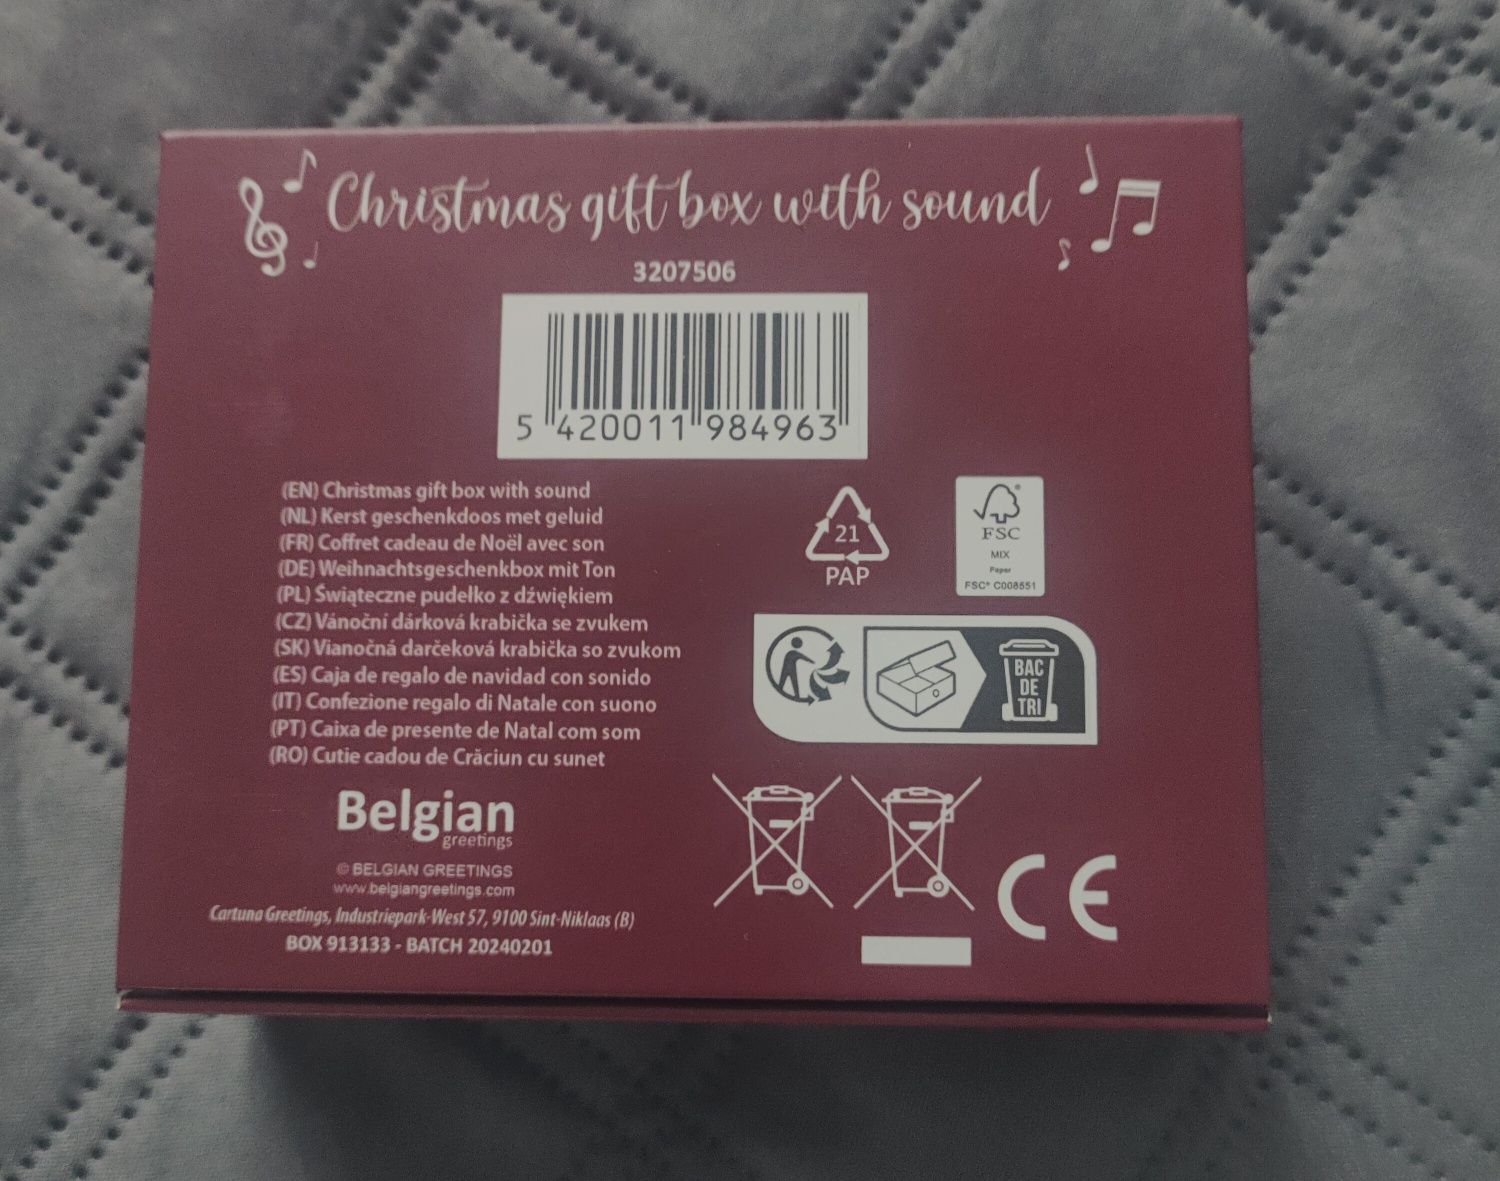 Christmas gift box with sound
3207506
5 420011 984963
(EN) Christmas gift box with sound
(NL) Kerst geschenkdoos met geluid
(FR) Coffret cadeau de Noël avec son
(DE) Weihnachtsgeschenkbox mit Ton
(PL) Świąteczne pudełko z dźwiękiem
(CZ) Vánoční dárková krabička se zvukem
(SK) Vianočná darčeková krabička so zvukom
(ES) Caja de regalo de navidad con sonido
(IT) Confezione regalo di Natale con suono
(PT) Caixa de presente de Natal com som
(RO) Cutie cadou de Crăciun cu sunet
Belgian
greetings
© BELGIAN GREETINGS
www.belgiangreetings.com
Cartuna Greetings, Industriepark-West 57, 9100 Sint-Niklaas (B)
BOX 913133 - BATCH 20240201
21
PAP
FSC
MIX
Paper
FSC® C008551
BAC
DE
TRI
CE